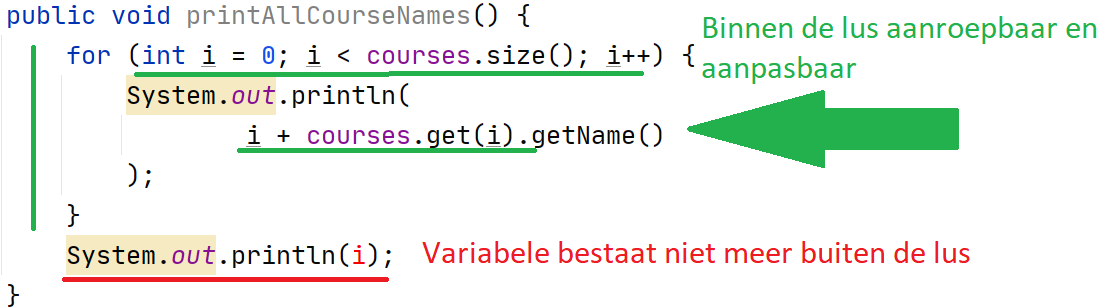 public void printAllCourseNames() {
for (int i = 0; i < courses.size(); i++) {
Binnen de lus aanroepbaar en
aanpasbaar
System.out.println(
i + courses.get(i).getName()
);
}
System.out.println(i);
Variabele bestaat niet meer buiten de lus
}